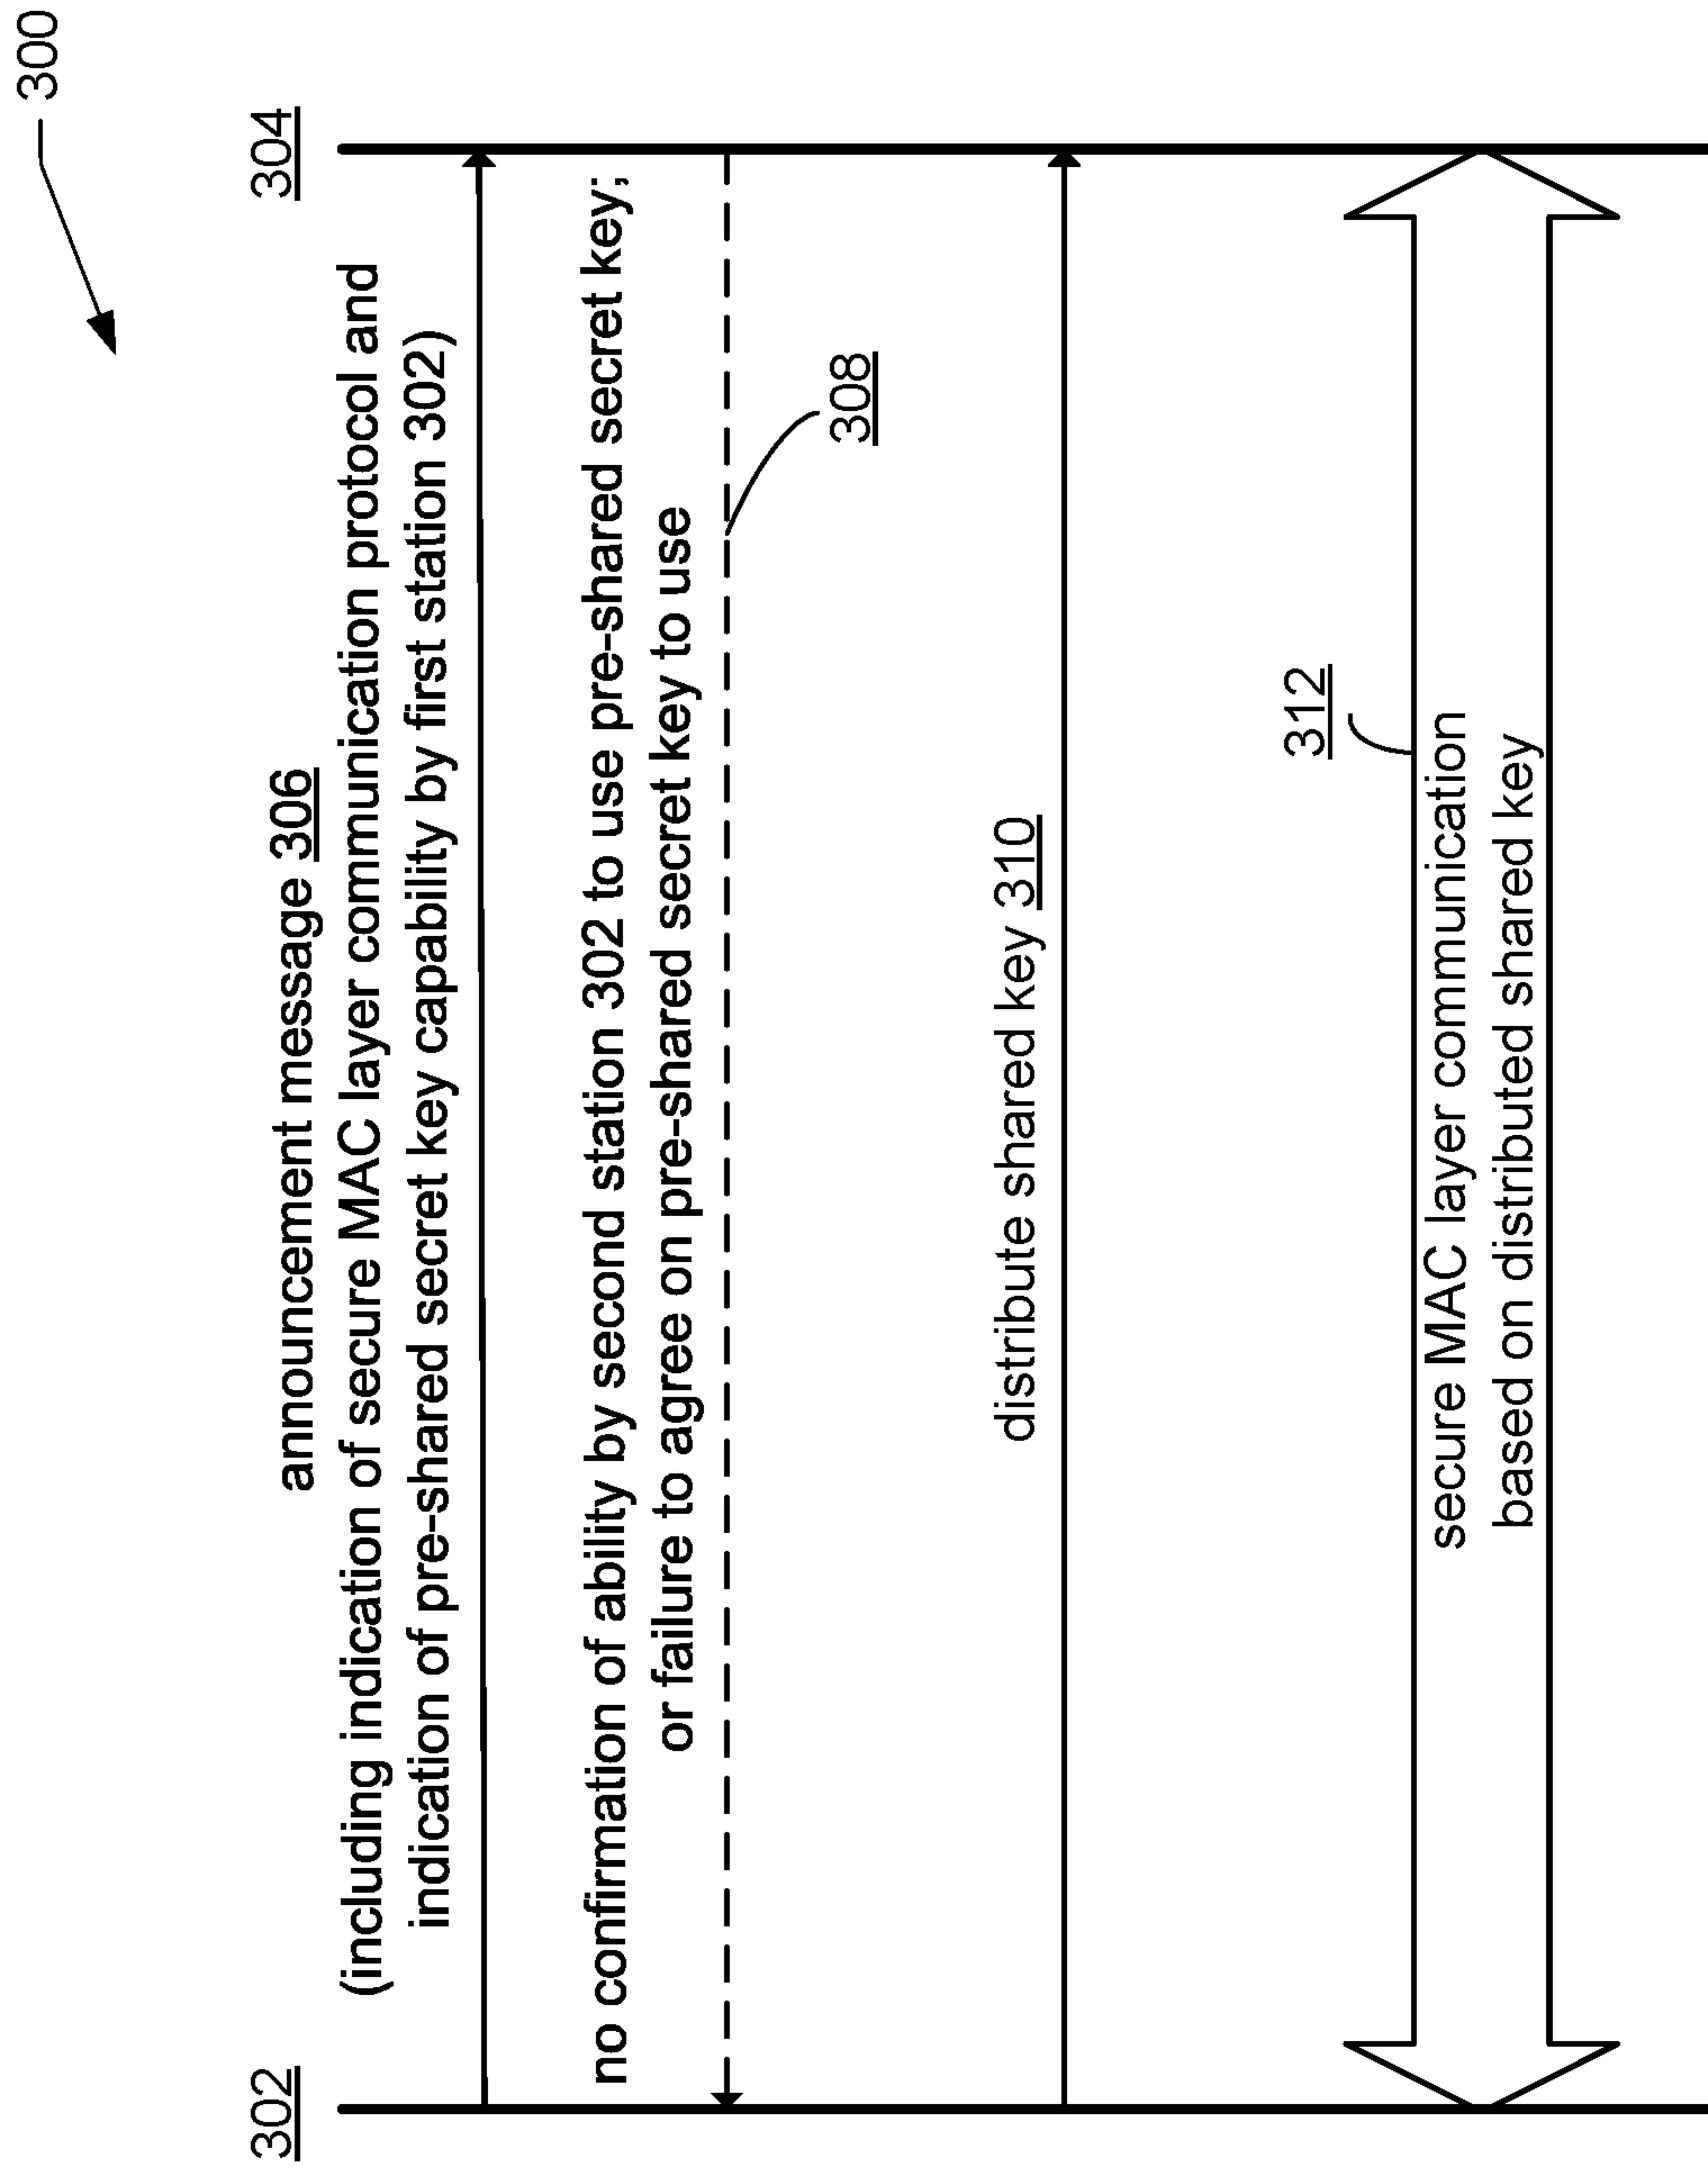 300
302
304
announcement message 306
(including indication of secure MAC layer communication protocol and
indication of pre-shared secret key capability by first station 302)
no confirmation of ability by second station 302 to use pre-shared secret key;
or failure to agree on pre-shared secret key to use
308
distribute shared key 310
312
secure MAC layer communication
based on distributed shared key